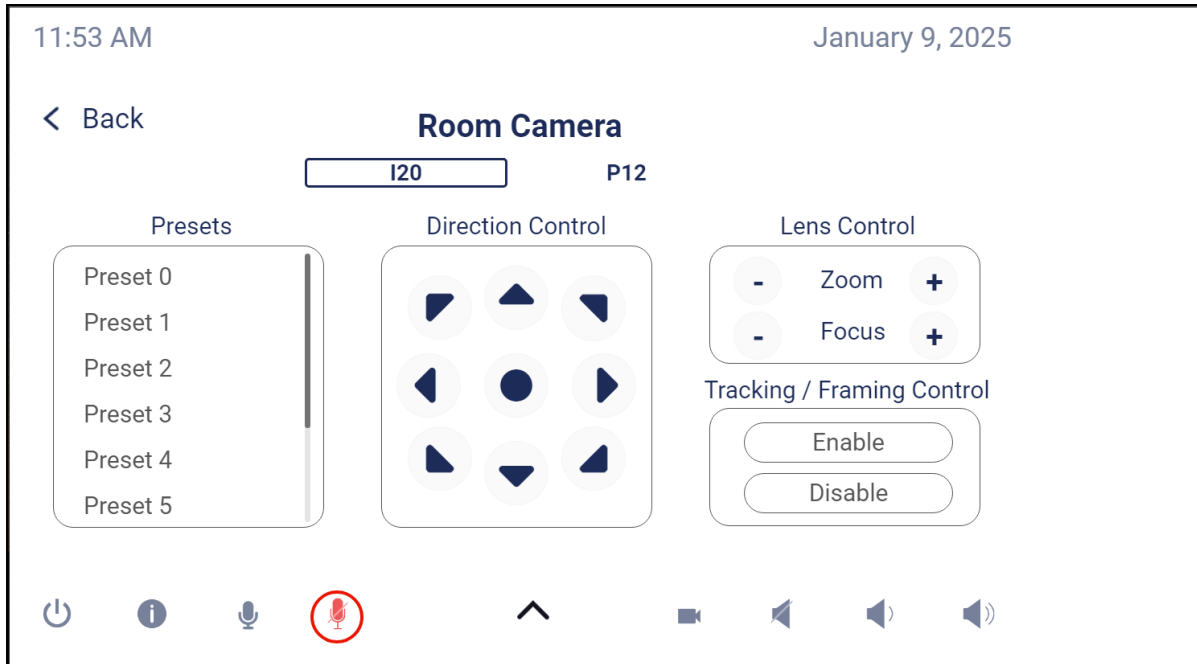 11:53 AM
January 9, 2025
Back
Room Camera
I20
P12
Presets
Preset 0
Preset 1
Preset 2
Preset 3
Preset 4
Preset 5
Direction Control
Lens Control
- Zoom +
- Focus +
Tracking / Framing Control
Enable
Disable